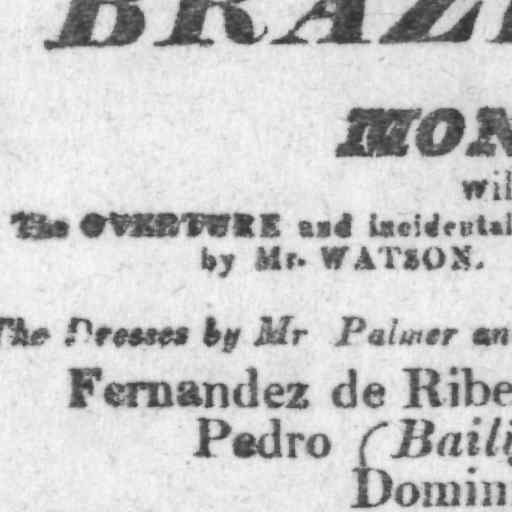 BRAZ
MON
wil
The OVERTURE and incidental
by Mr. WATSON.
The Dresses by Mr Palmer an
Fernandez de Ribe
Pedro (Baili
Domin